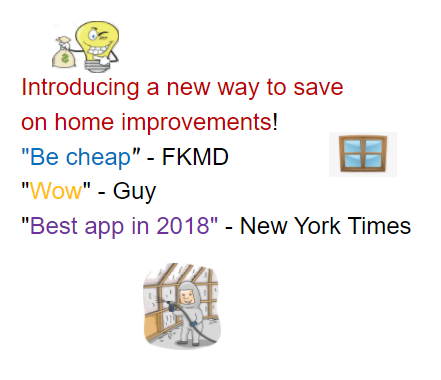 Introducing a new way to save
on home improvements!
"Be cheap" - FKMD
"Wow" - Guy
"Best app in 2018" - New York Times